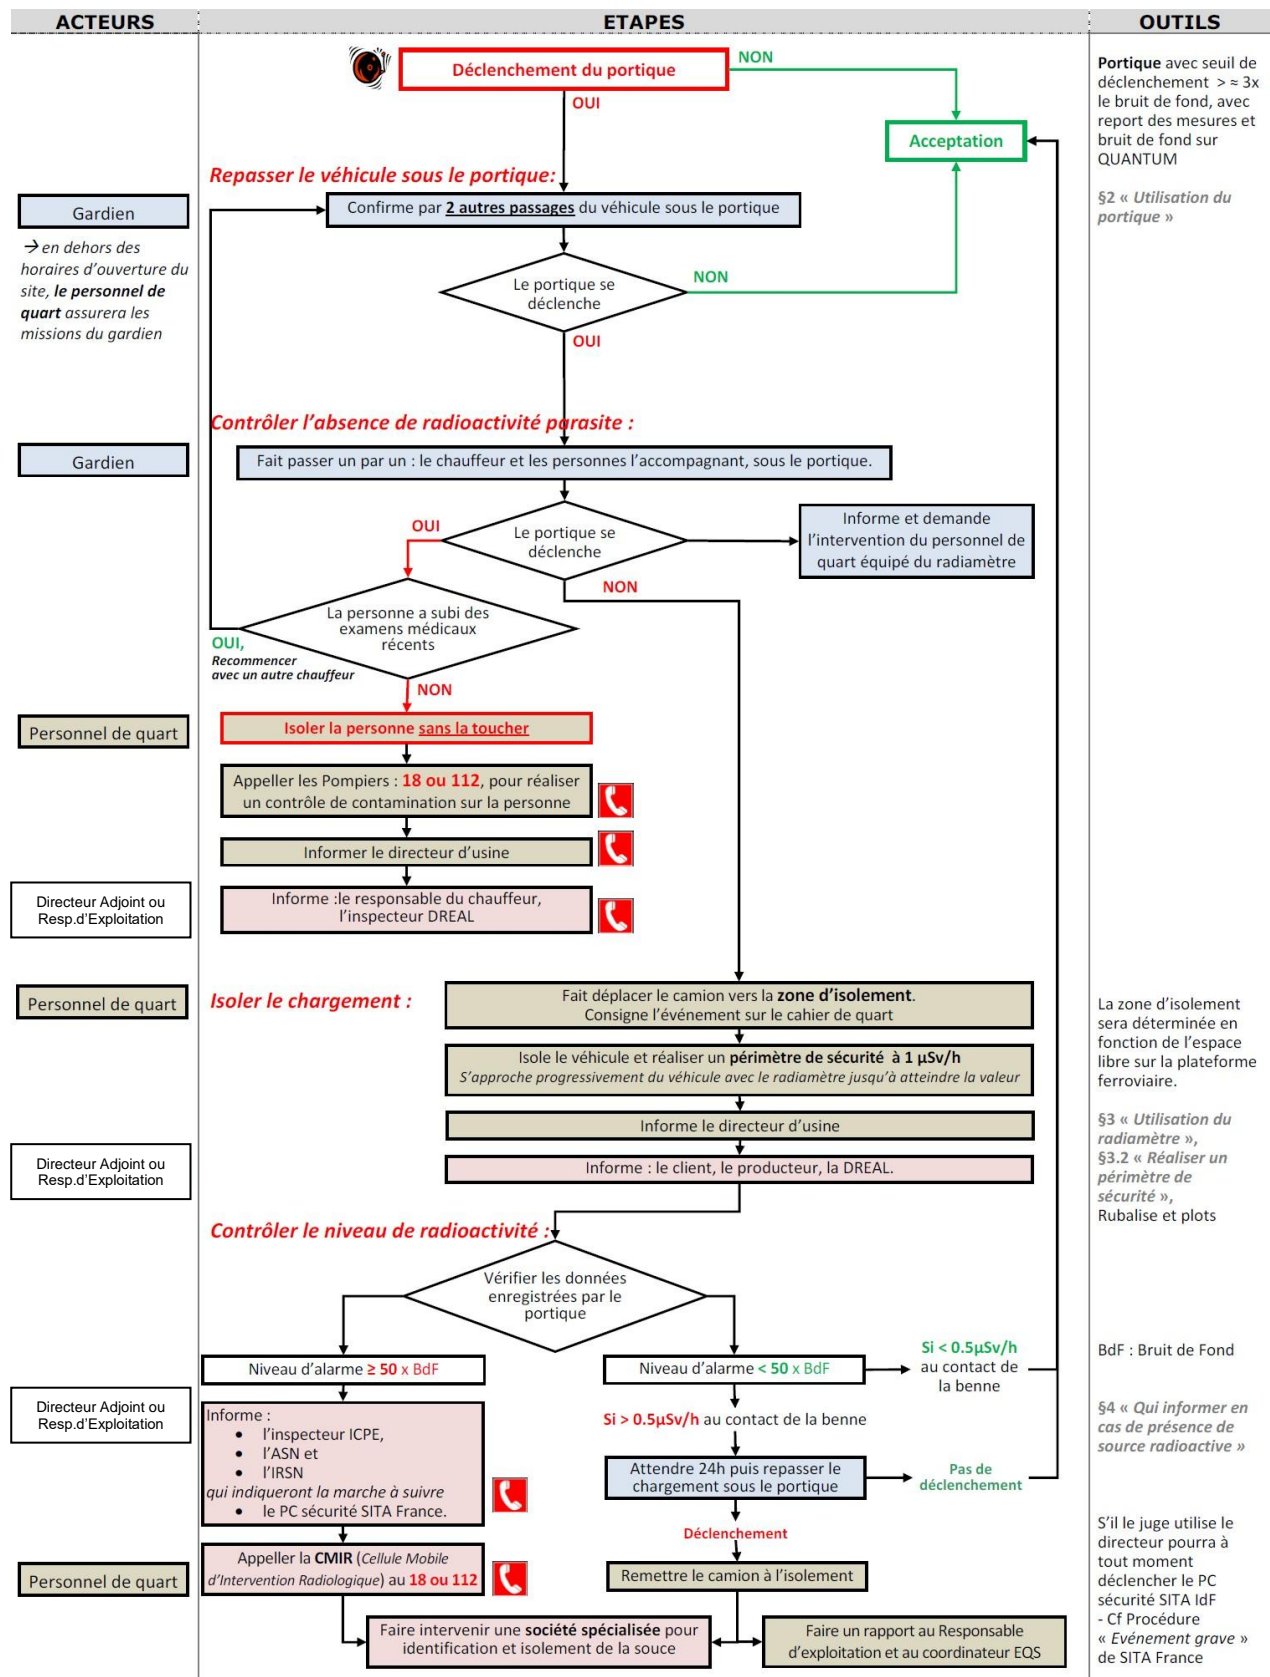 ACTEURS
ETAPES
OUTILS
Déclenchement du portique
NON
OUI
Acceptation
Portique avec seuil de
déclenchement > ≈ 3x
le bruit de fond, avec
report des mesures et
bruit de fond sur
QUANTUM
§2 « Utilisation du
portique »
Repasser le véhicule sous le portique:
Gardien
Confirme par 2 autres passages du véhicule sous le portique
→ en dehors des
horaires d'ouverture du
site, le personnel de
quart assurera les
missions du gardien
Le portique se
déclenche
NON
OUI
Contrôler l'absence de radioactivité parasite :
Gardien
Fait passer un par un : le chauffeur et les personnes l'accompagnant, sous le portique.
OUI
Le portique se
déclenche
NON
Informe et demande
l'intervention du personnel de
quart équipé du radiamètre
La personne a subi des
examens médicaux
récents
OUI,
Recommencer
avec un autre chauffeur
NON
Personnel de quart
Isoler la personne sans la toucher
Appeller les Pompiers : 18 ou 112, pour réaliser
un contrôle de contamination sur la personne
Informer le directeur d'usine
Directeur Adjoint ou
Resp.d'Exploitation
Informe :le responsable du chauffeur,
l'inspecteur DREAL
Personnel de quart
Isoler le chargement :
Fait déplacer le camion vers la zone d'isolement.
Consigne l'événement sur le cahier de quart
La zone d'isolement
sera déterminée en
fonction de l'espace
libre sur la plateforme
ferroviaire.
Isole le véhicule et réaliser un périmètre de sécurité à 1 µSv/h
S'approche progressivement du véhicule avec le radiamètre jusqu'à atteindre la valeur
Informe le directeur d'usine
§3 « Utilisation du
radiamètre »,
§3.2 « Réaliser un
périmètre de
sécurité »,
Rubalise et plots
Directeur Adjoint ou
Resp.d'Exploitation
Informe : le client, le producteur, la DREAL.
Contrôler le niveau de radioactivité :
Vérifier les données
enregistrées par le
portique
Niveau d'alarme ≥ 50 x BdF
Niveau d'alarme < 50 x BdF
Si < 0.5µSv/h
au contact de
la benne
BdF : Bruit de Fond
Directeur Adjoint ou
Resp.d'Exploitation
Informe :
• l'inspecteur ICPE,
• l'ASN et
• l'IRSN
qui indiqueront la marche à suivre
• le PC sécurité SITA France.
Si > 0.5µSv/h au contact de la benne
§4 « Qui informer en
cas de présence de
source radioactive »
Attendre 24h puis repasser le
chargement sous le portique
Pas de
déclenchement
Déclenchement
Personnel de quart
Appeller la CMIR (Cellule Mobile
d'Intervention Radiologique) au 18 ou 112
Remettre le camion à l'isolement
S'il le juge utilise le
directeur pourra à
tout moment
déclencher le PC
sécurité SITA IdF
- Cf Procédure
« Evénement grave »
de SITA France
Faire intervenir une société spécialisée pour
identification et isolement de la souce
Faire un rapport au Responsable
d'exploitation et au coordinateur EQS